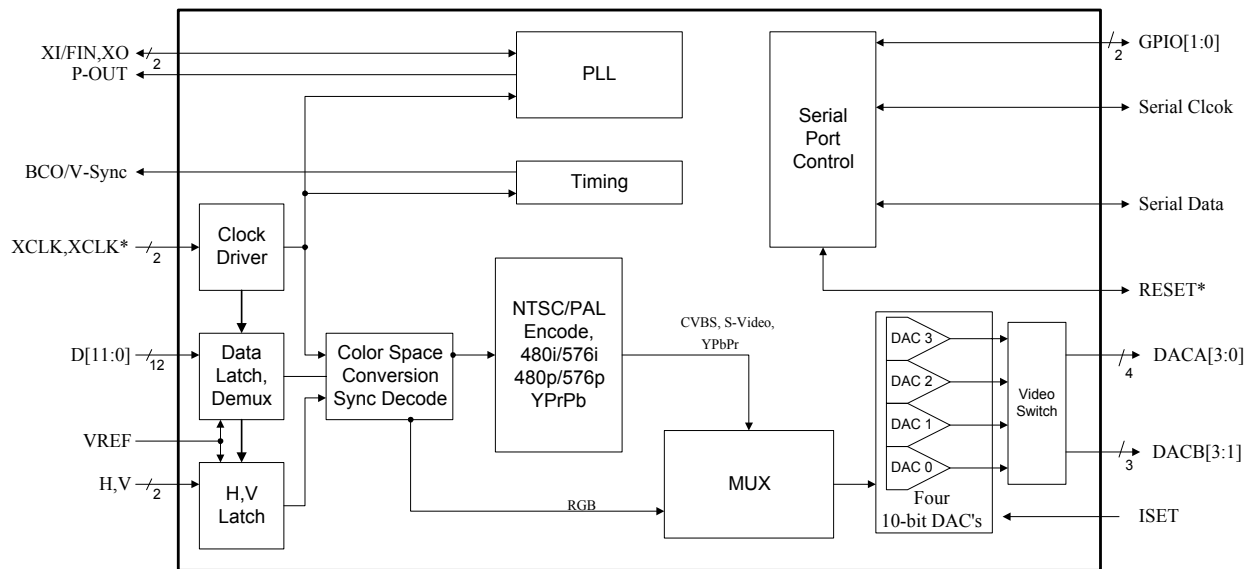 XI/FIN,XO
2
P-OUT
PLL
BCO/V-Sync
Timing
XCLK,XCLK*
2
Clock
Driver
D[11:0]
12
Data
Latch,
Demux
VREF
H,V
2
H,V
Latch
Color Space
Conversion
Sync Decode
NTSC/PAL
Encode,
480i/576i
480p/576p
YPrPb
CVBS, S-Video,
YPbPr
RGB
MUX
Serial
Port
Control
GPIO[1:0]
2
Serial Clcok
Serial Data
RESET*
DAC 3
DAC 2
DAC 1
DAC 0
Four
10-bit DAC's
Video
Switch
DACA[3:0]
4
DACB[3:1]
3
ISET